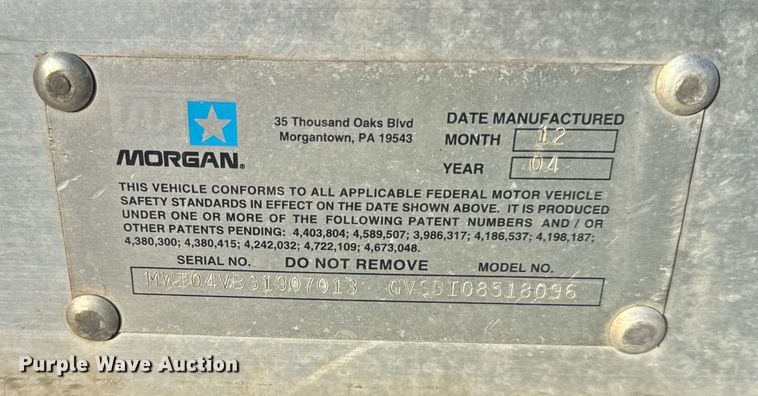 MORGAN®
35 Thousand Oaks Blvd
Morgantown, PA 19543
DATE MANUFACTURED
MONTH 12
YEAR 04
THIS VEHICLE CONFORMS TO ALL APPLICABLE FEDERAL MOTOR VEHICLE
SAFETY STANDARDS IN EFFECT ON THE DATE SHOWN ABOVE. IT IS PRODUCED
UNDER ONE OR MORE OF THE FOLLOWING PATENT NUMBERS AND / OR
OTHER PATENTS PENDING: 4,403,804; 4,589,507; 3,986,317; 4,186,537; 4,198,187;
4,380,300; 4,380,415; 4,242,032; 4,722,109; 4,673,048.
SERIAL NO. DO NOT REMOVE MODEL NO.
GVSDI08518096
Purple Wave Auction